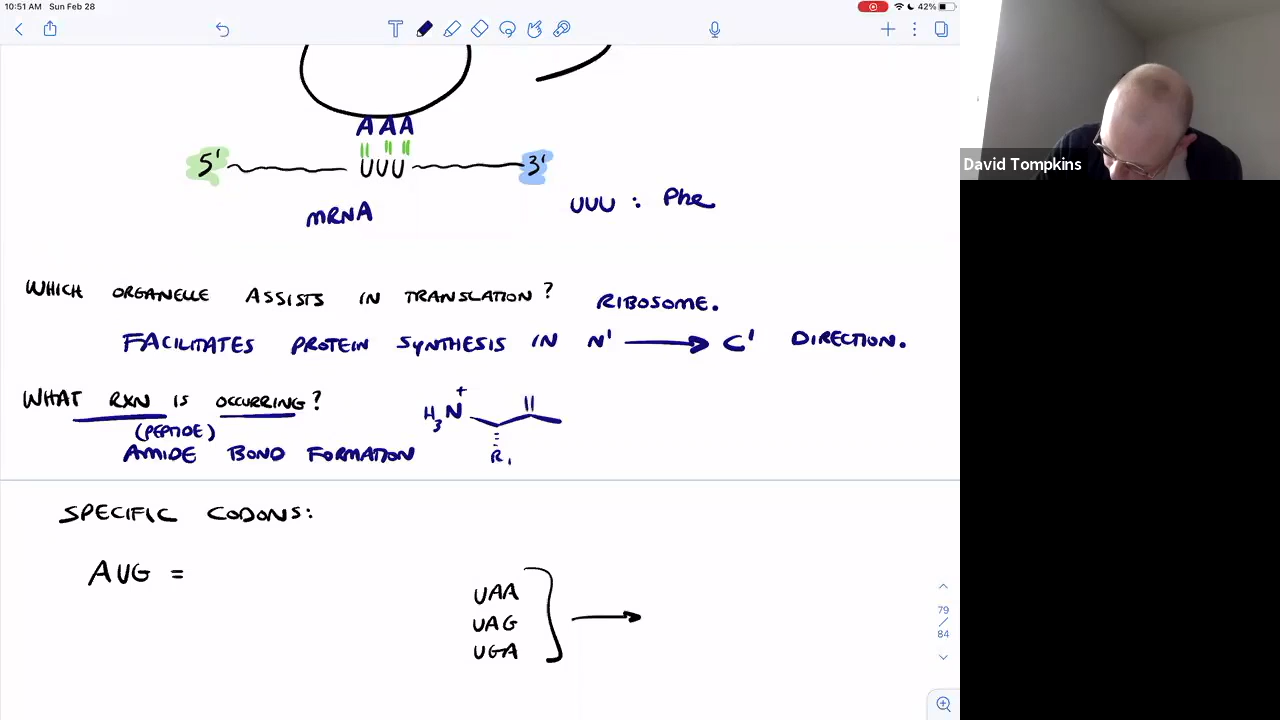 10:51 AM Sun Feb 28
42%
T
A A A
5' UUU 3'
mRNA
UUU : Phe
WHICH ORGANELLE ASSISTS IN TRANSLATION? RIBOSOME.
FACILITATES PROTEIN SYNTHESIS IN N' → C' DIRECTION.
WHAT RXN IS OCCURRING?
(PEPTIDE)
AMIDE BOND FORMATION
H3N+
R1
SPECIFIC CODONS:
AUG =
UAA
UAG
UGA
79
/
84
David Tompkins